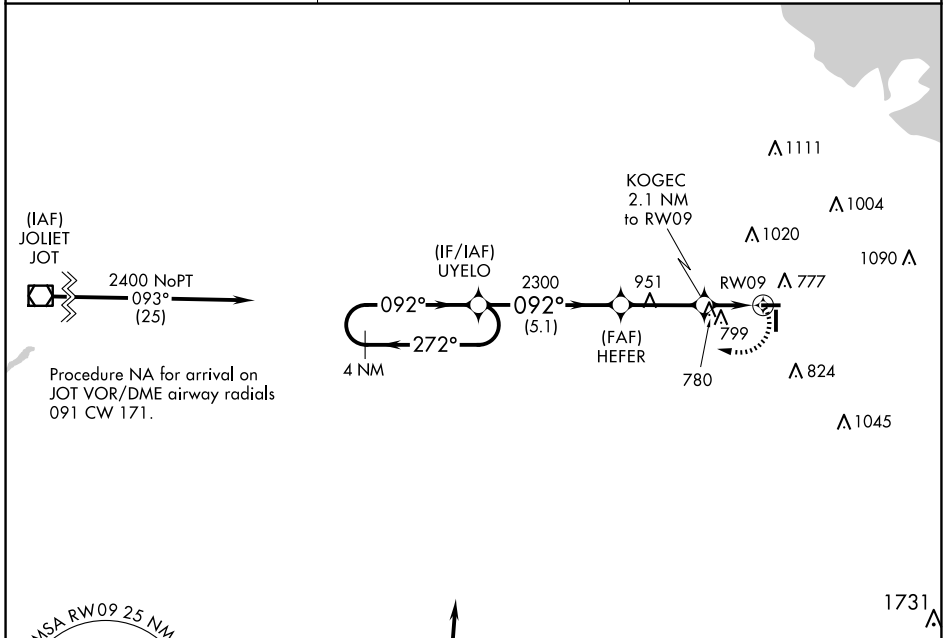 1111
KOGEC
2.1 NM
to RW09
1004
(IAF)
JOLIET
JOT
(IF/IAF)
UYELO
1020
1090
2400 NoPT
093°
(25)
092°
2300
092°
(5.1)
951
RW09
777
799
272°
4 NM
(FAF)
HEFER
780
824
Procedure NA for arrival on
JOT VOR/DME airway radials
091 CW 171.
1045
MSA RW09 25 NM
1731